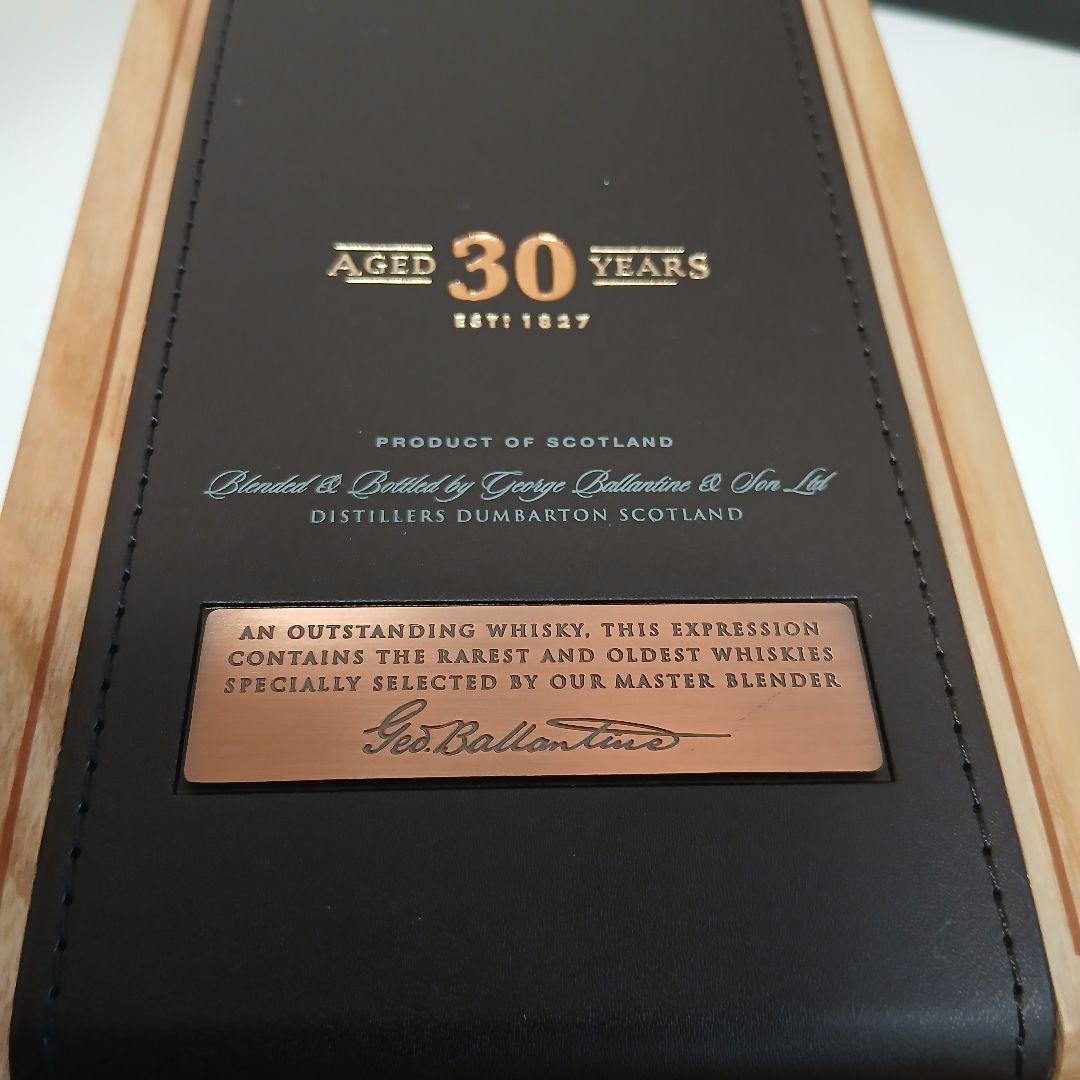 AGED 30 YEARS
EST! 1827
PRODUCT OF SCOTLAND
Blended & Bottled by George Ballantine & Son Ltd
DISTILLERS DUMBARTON SCOTLAND
AN OUTSTANDING WHISKY, THIS EXPRESSION
CONTAINS THE RAREST AND OLDEST WHISKIES
SPECIALLY SELECTED BY OUR MASTER BLENDER
Geo. Ballantine